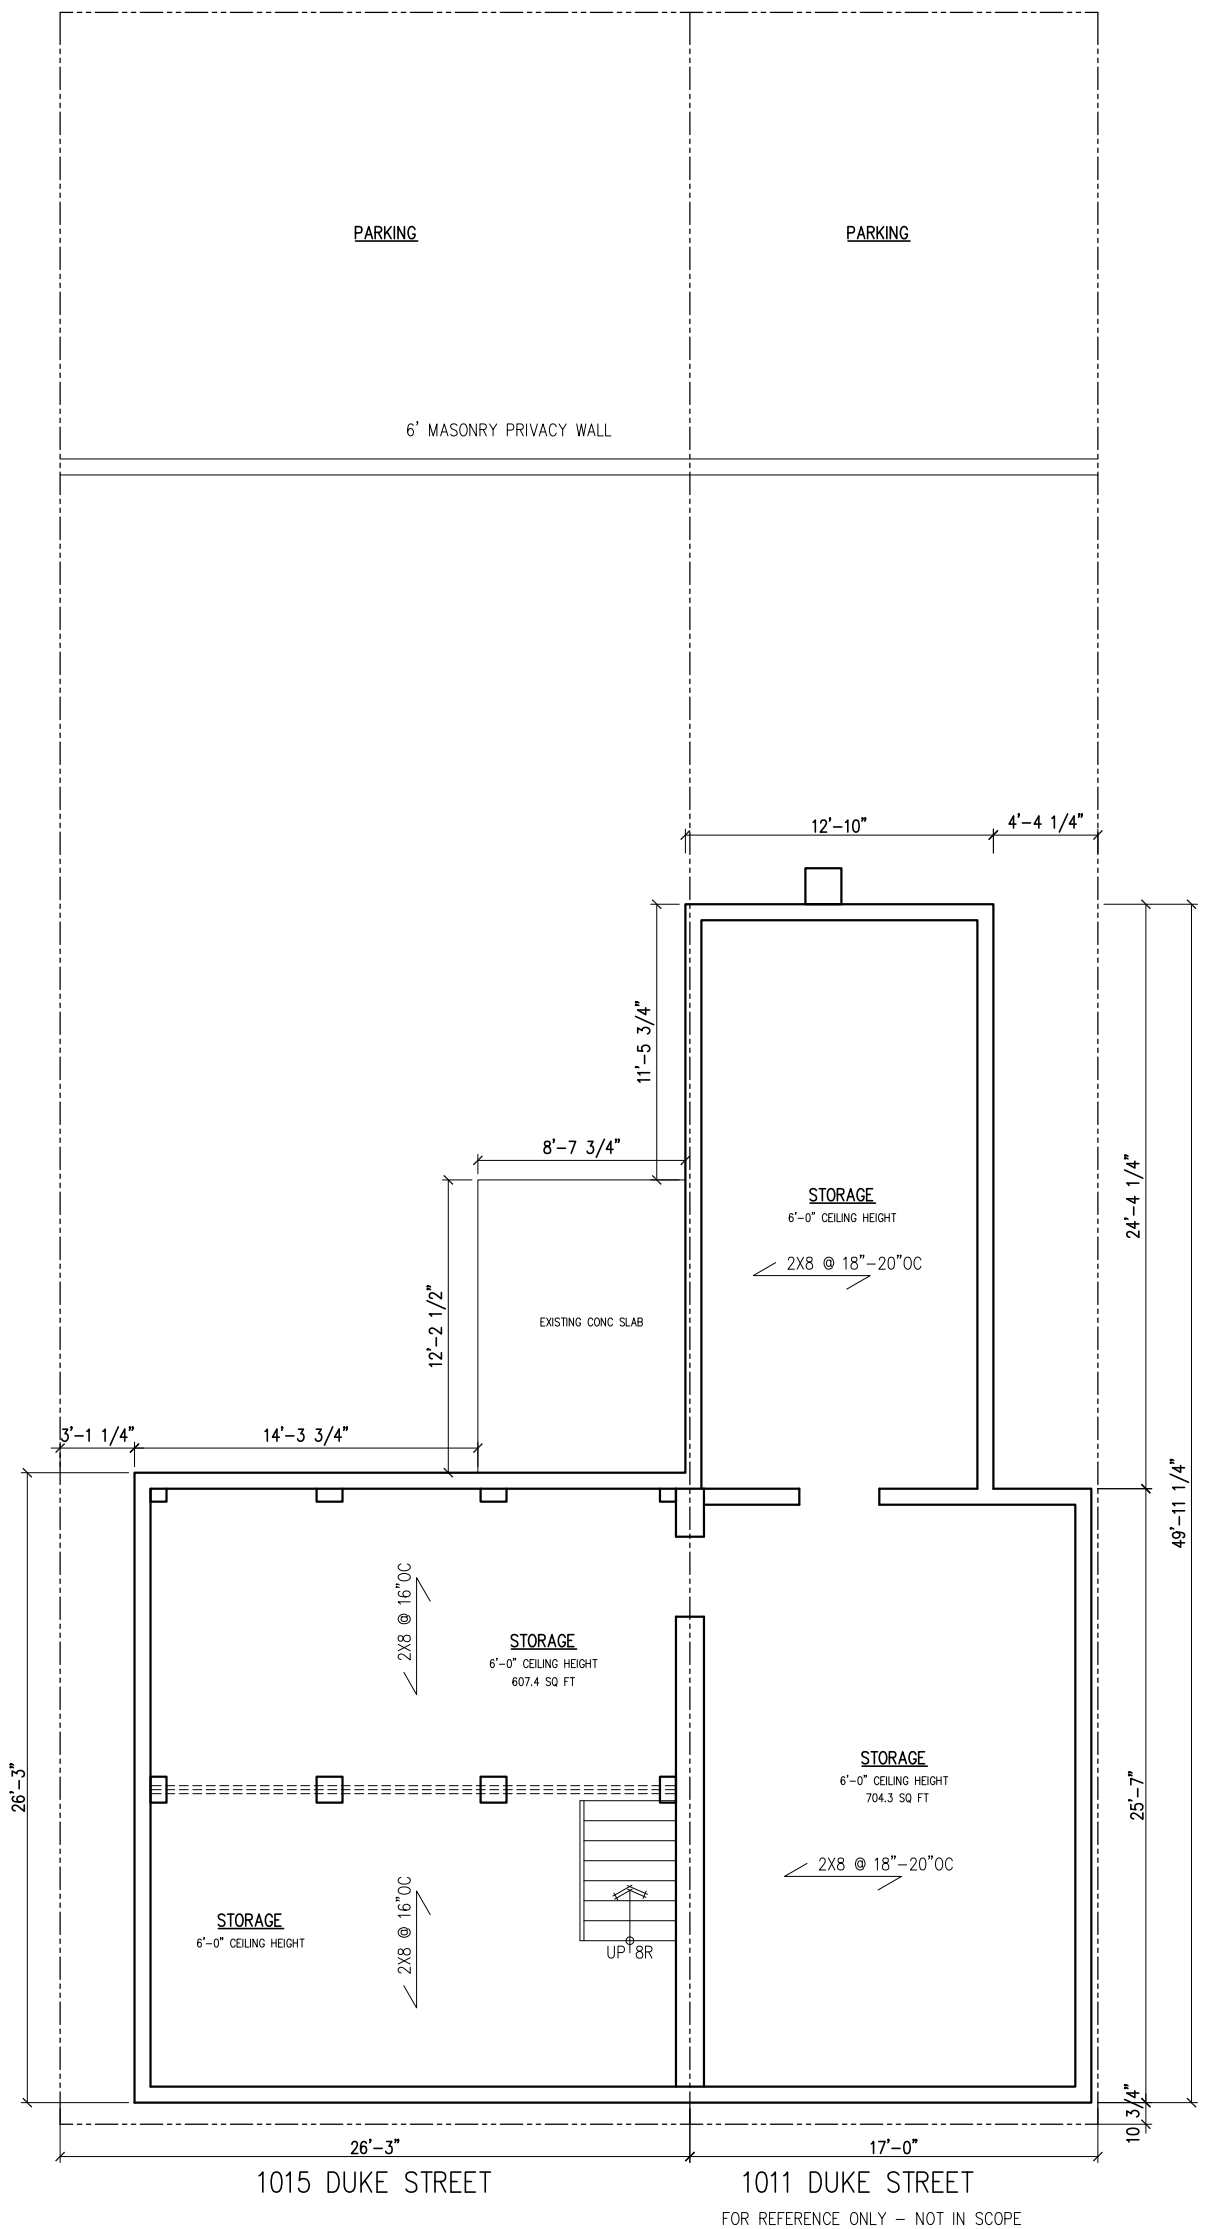 PARKING
PARKING
6' MASONRY PRIVACY WALL
12'-10"
4'-4 1/4"
11'-5 3/4"
8'-7 3/4"
24'-4 1/4"
STORAGE
6'-0" CEILING HEIGHT
2X8 @ 18"-20"OC
12'-2 1/2"
EXISTING CONC SLAB
3'-1 1/4"
14'-3 3/4"
49'-11 1/4"
2X8 @ 16"OC
STORAGE
6'-0" CEILING HEIGHT
607.4 SQ FT
26'-3"
STORAGE
6'-0" CEILING HEIGHT
704.3 SQ FT
25'-7"
2X8 @ 18"-20"OC
STORAGE
6'-0" CEILING HEIGHT
2X8 @ 16"OC
UP 8R
10 3/4"
26'-3"
17'-0"
1015 DUKE STREET
1011 DUKE STREET
FOR REFERENCE ONLY – NOT IN SCOPE